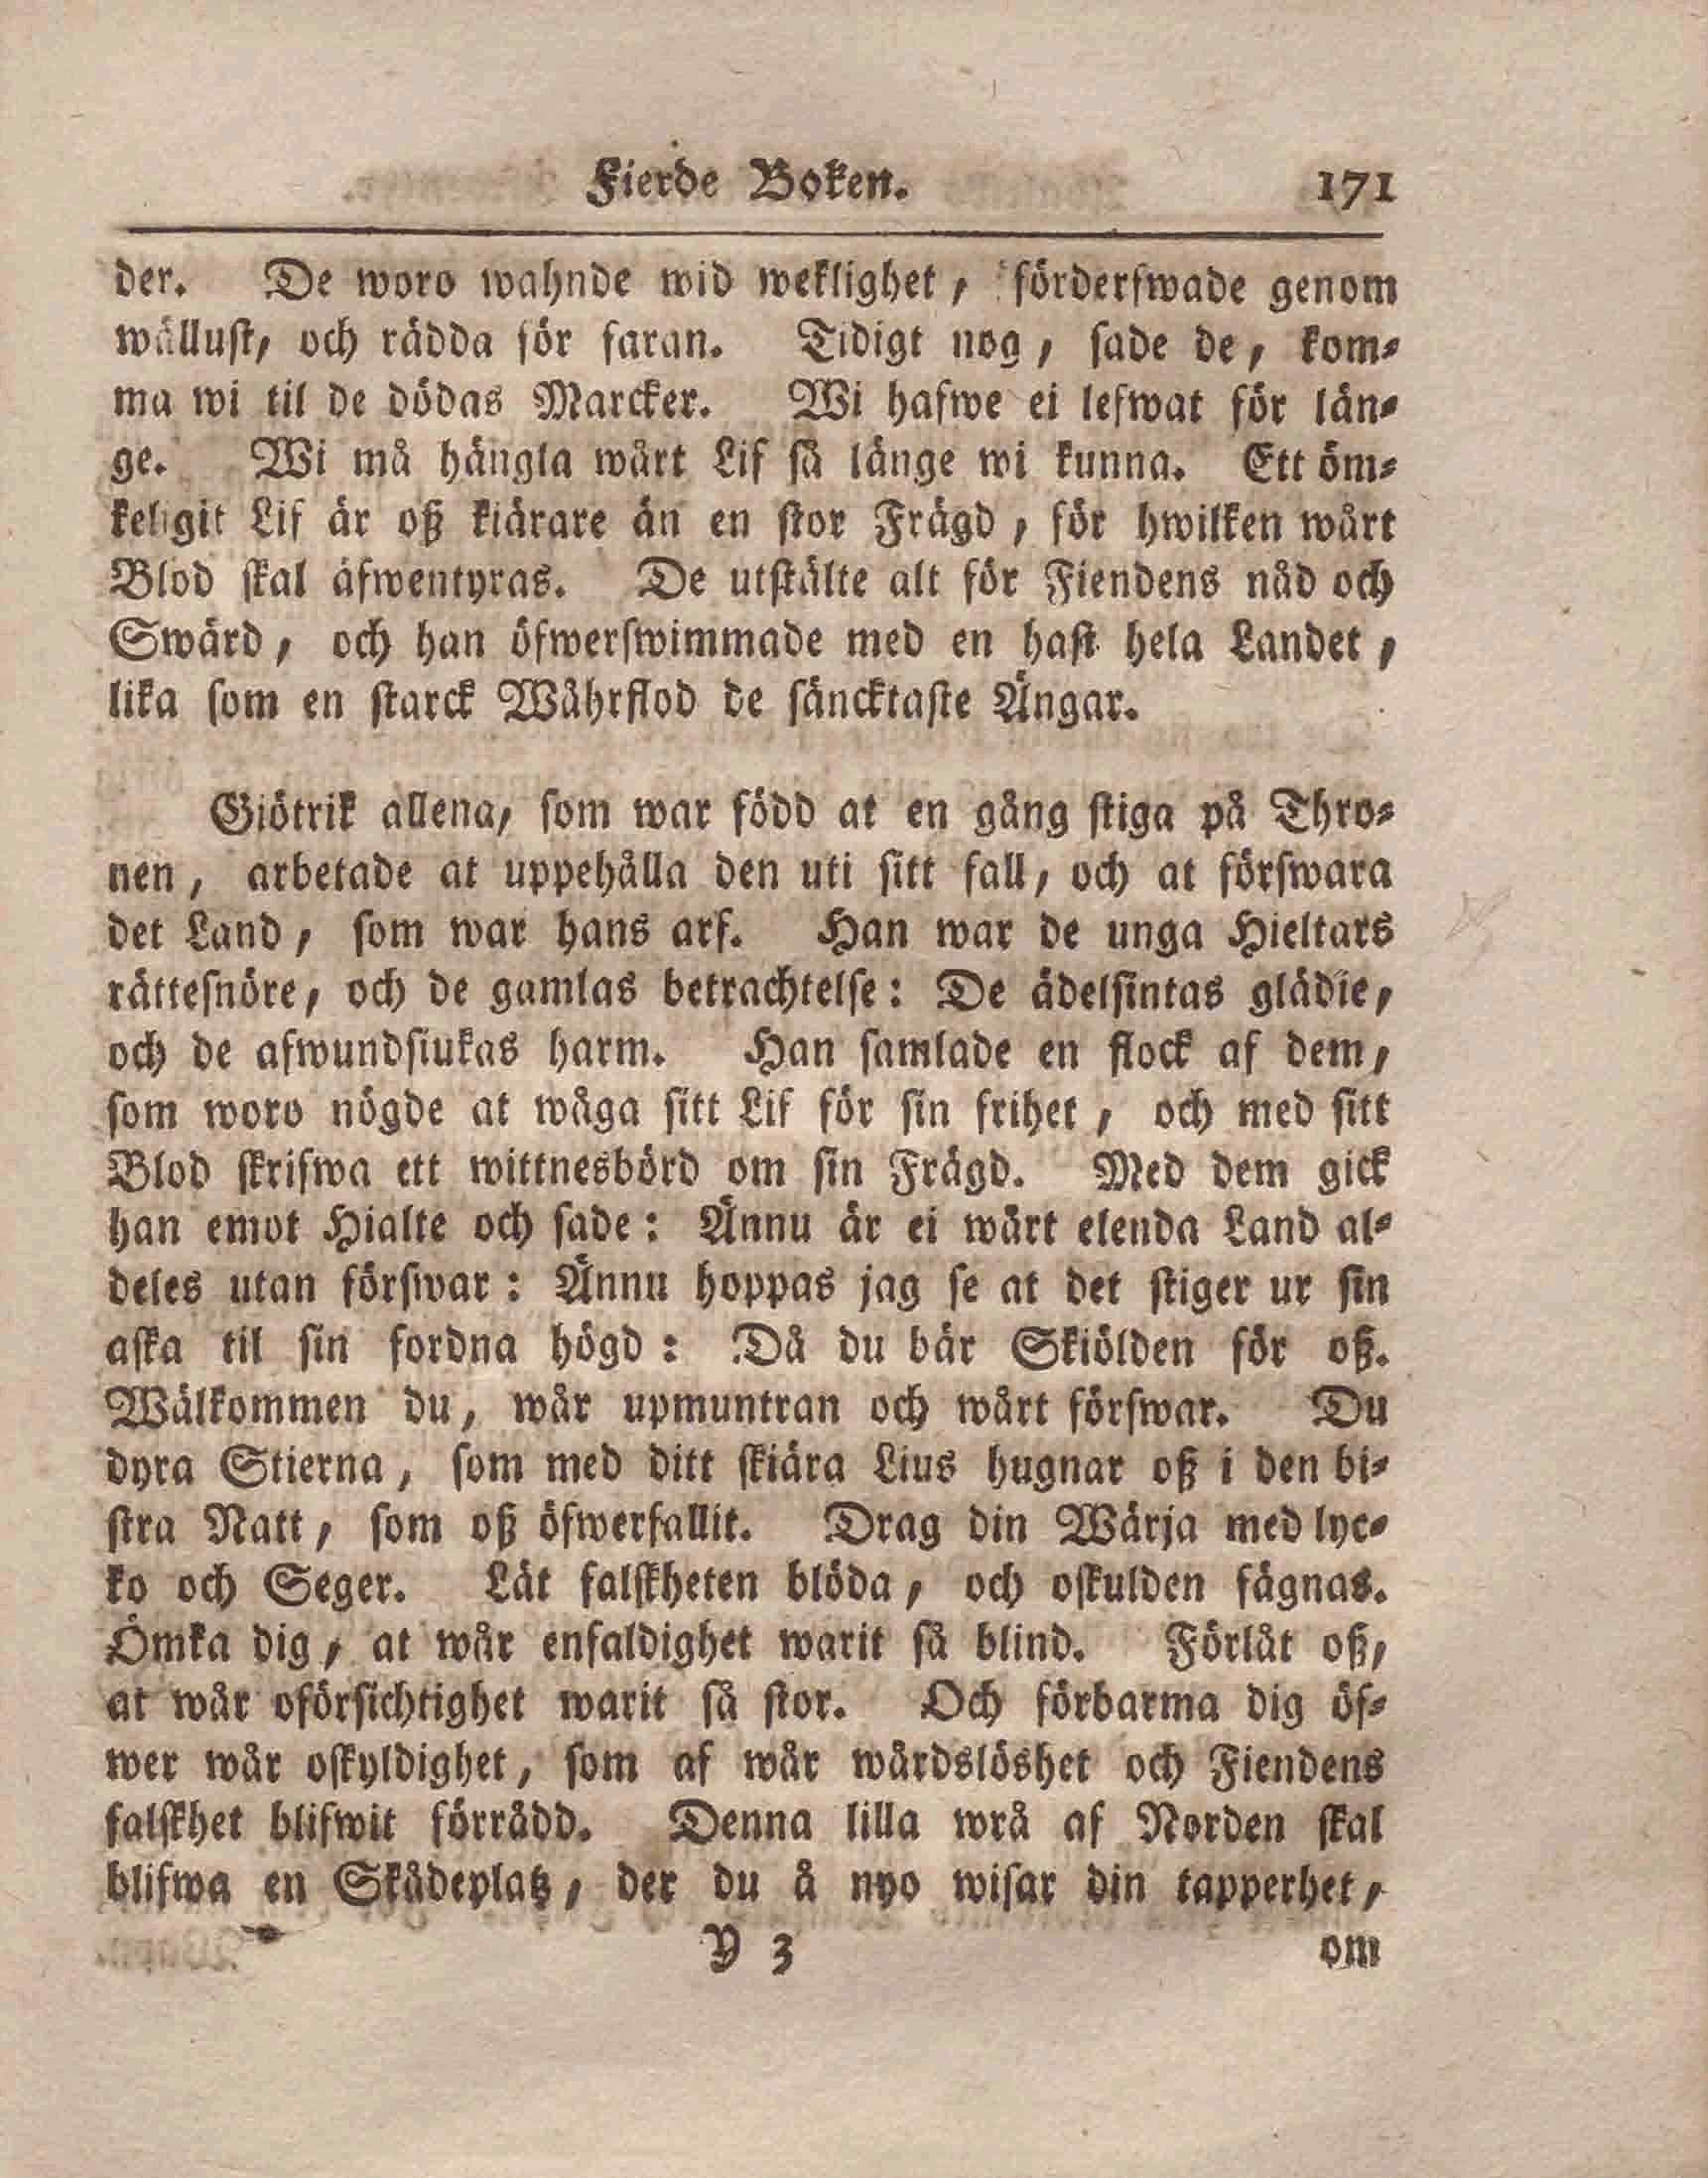 Fierde Boken. 171
der. De woro wahnde wid weklighet, förderfwade genom
wällust, och rädda för faran. Tidigt nog, sade de, kom-
ma wi til de dödas Marcker. Wi hafwe ei lefwat för län-
ge. Wi må hängla wårt Lif så länge wi kunna. Ett öm-
keligit Lif är oß kiärare än en stor Frägd, för hwilken wårt
Blod skal äfwentyras. De utstälte alt för Fiendens nåd och
Swärd, och han öfwerswimmade med en hast hela Landet,
lika som en starck Wåhrflod de säncktaste Ängar.
Giötrik allena, som war född at en gång stiga på Thro-
nen, arbetade at uppehålla den uti sitt fall, och at förswara
det Land, som war hans arf. Han war de unga Hieltars
rättesnöre, och de gamlas betrachtelse: De ädelsintas glädie,
och de afwundsiukas harm. Han samlade en flock af dem,
som woro nögde at wåga sitt Lif för sin frihet, och med sitt
Blod skrifwa ett wittnesbörd om sin Frägd. Med dem gick
han emot Hialte och sade: Ännu är ei wårt elenda Land al-
deles utan förswar: Ännu hoppas jag se at det stiger ur sin
aska til sin fordna högd: Då du bär Skiölden för oß.
Wälkommen du, wår upmuntran och wårt förswar. Du
dyra Stierna, som med ditt skiära Lius hugnar oß i den bi-
stra Natt, som oß öfwerfallit. Drag din Wärja med lyc-
ko och Seger. Låt falskheten blöda, och oskulden fägnas.
Ömka dig, at wår enfaldighet warit så blind. Förlåt oß,
at wår oförsichtighet warit så stor. Och förbarma dig öf-
wer wår oskyldighet, som af wår wårdslöshet och Fiendens
falskhet blifwit förrådd. Denna lilla wrå af Norden skal
blifwa en Skådeplatz, der du å nyo wisar din tapperhet,
Y 3 om